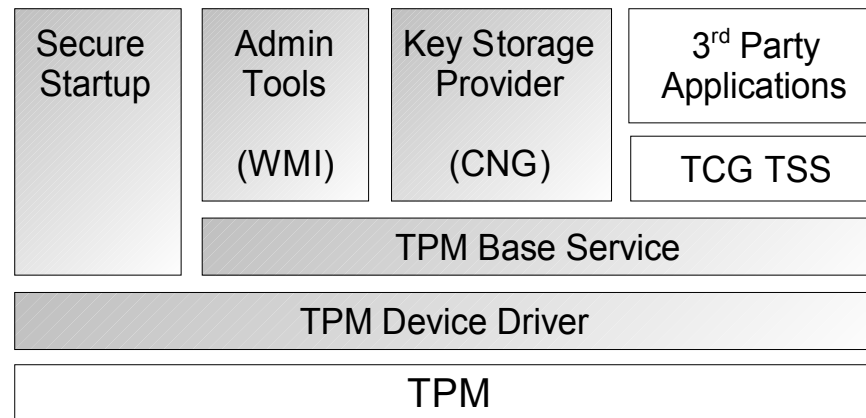 Secure
Startup
Admin
Tools
(WMI)
Key Storage
Provider
(CNG)
3rd Party
Applications
TCG TSS
TPM Base Service
TPM Device Driver
TPM